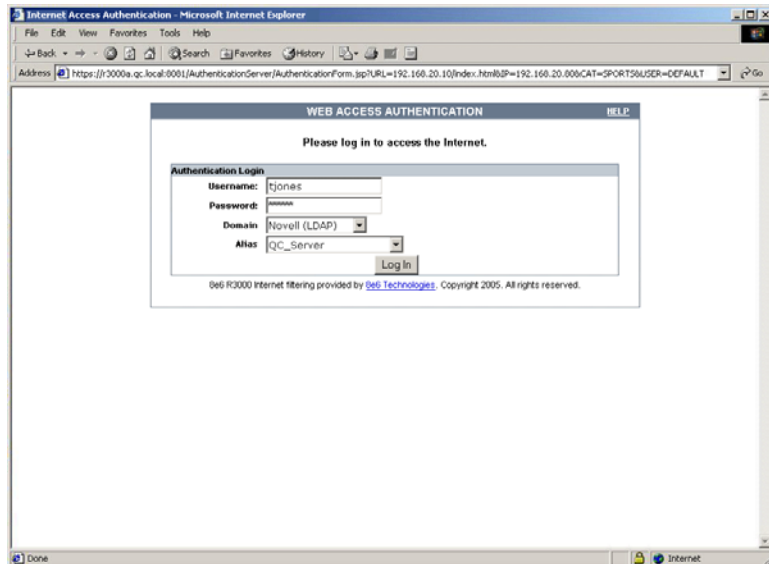 Internet Access Authentication - Microsoft Internet Explorer
File Edit View Favorites Tools Help
Back Search Favorites History
Address https://r3000a.qc.local:8081/AuthenticationServer/AuthenticationForm.jsp?URL=192.168.20.10/index.html&IP=192.168.20.80&CAT=SPORTS&USER=DEFAULT Go
WEB ACCESS AUTHENTICATION HELP
Please log in to access the Internet.
Authentication Login
Username: tjones
Password: ******
Domain Novell (LDAP)
Alias QC_Server
Log In
8e6 R3000 Internet filtering provided by 8e6 Technologies. Copyright 2005. All rights reserved.
Done Internet